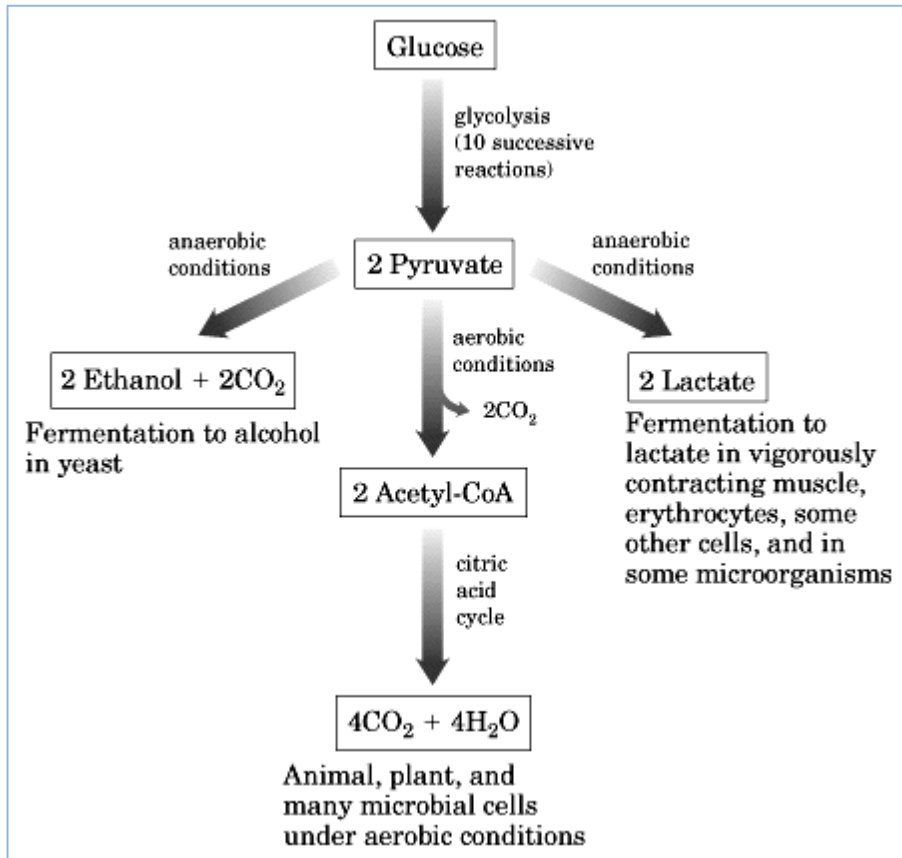 Glucose
glycolysis
(10 successive
reactions)
anaerobic
conditions
2 Pyruvate
anaerobic
conditions
2 Ethanol + 2CO₂
Fermentation to alcohol
in yeast
aerobic
conditions
2CO₂
2 Lactate
Fermentation to
lactate in vigorously
contracting muscle,
erythrocytes, some
other cells, and in
some microorganisms
2 Acetyl-CoA
citric
acid
cycle
4CO₂ + 4H₂O
Animal, plant, and
many microbial cells
under aerobic conditions